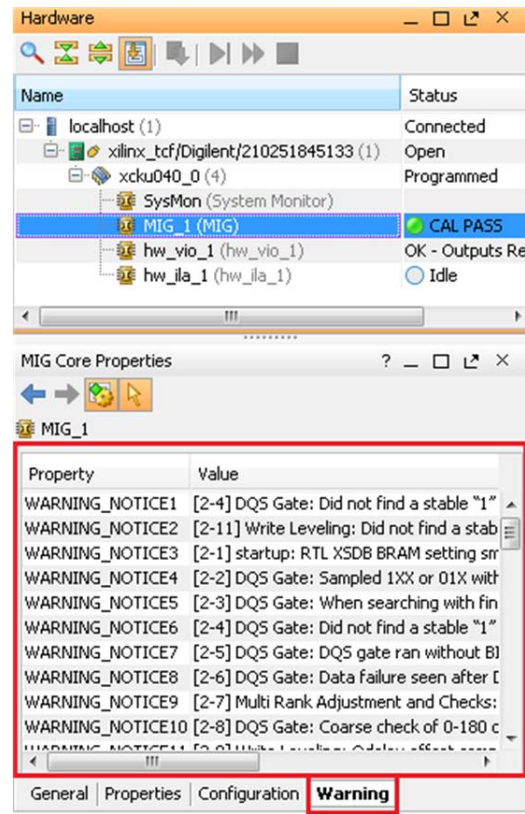 Hardware
Name Status
localhost (1) Connected
xilinx_tcf/Digilent/210251845133 (1) Open
xcku040_0 (4) Programmed
SysMon (System Monitor)
MIG_1 (MIG) CAL PASS
hw_vio_1 (hw_vio_1) OK - Outputs Re
hw_ila_1 (hw_ila_1) Idle
MIG Core Properties ?
MIG_1
Property Value
WARNING_NOTICE1 [2-4] DQS Gate: Did not find a stable "1"
WARNING_NOTICE2 [2-11] Write Leveling: Did not find a stab
WARNING_NOTICE3 [2-1] startup: RTL XSDB BRAM setting sm
WARNING_NOTICE4 [2-2] DQS Gate: Sampled 1XX or 01X with
WARNING_NOTICE5 [2-3] DQS Gate: When searching with fin
WARNING_NOTICE6 [2-4] DQS Gate: Did not find a stable "1"
WARNING_NOTICE7 [2-5] DQS Gate: DQS gate ran without BI
WARNING_NOTICE8 [2-6] DQS Gate: Data failure seen after D
WARNING_NOTICE9 [2-7] Multi Rank Adjustment and Checks:
WARNING_NOTICE10 [2-8] DQS Gate: Coarse check of 0-180 c
General Properties Configuration Warning